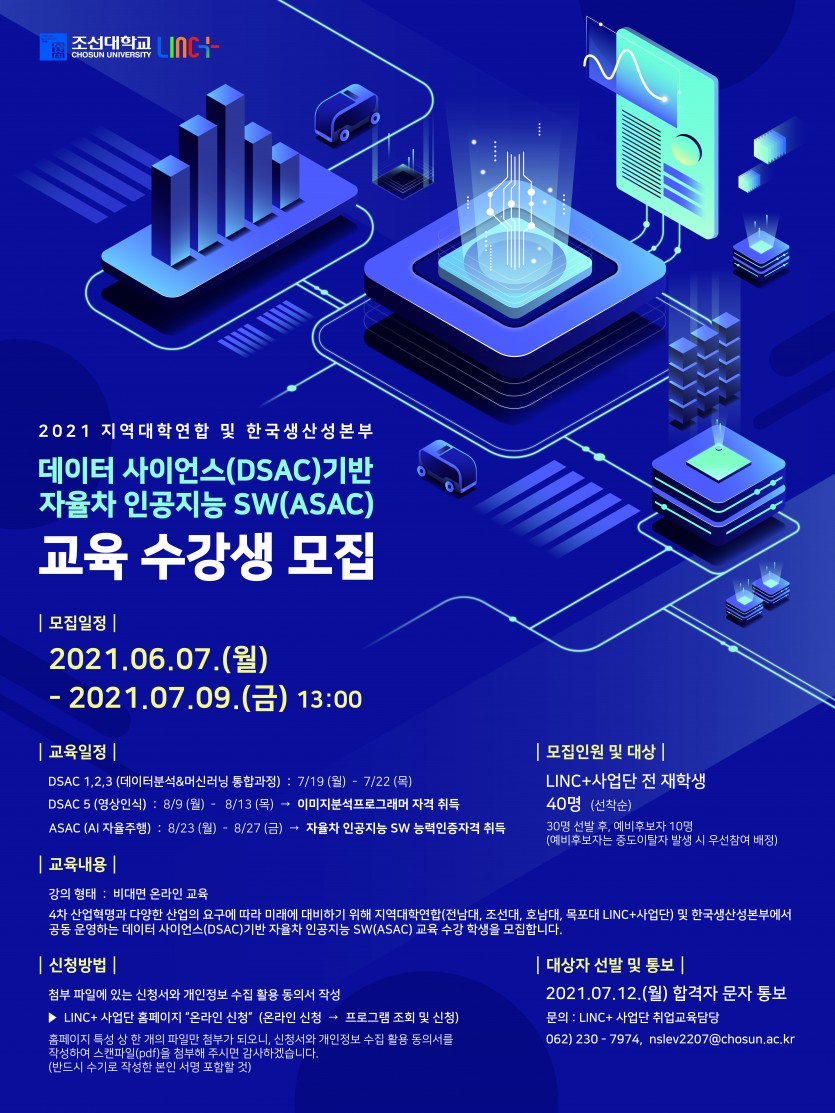 조선대학교
CHOSUN UNIVERSITY
LINC+
2021 지역대학연합 및 한국생산성본부
데이터 사이언스(DSAC)기반
자율차 인공지능 SW(ASAC)
교육 수강생 모집
| 모집일정 |
2021.06.07.(월)
- 2021.07.09.(금) 13:00
| 교육일정 |
DSAC 1,2,3 (데이터분석&머신러닝 통합과정) : 7/19 (월) - 7/22 (목)
DSAC 5 (영상인식) : 8/9 (월) - 8/13 (목) → 이미지분석프로그래머 자격 취득
ASAC (AI 자율주행) : 8/23 (월) - 8/27 (금) → 자율차 인공지능 SW 능력인증자격 취득
| 모집인원 및 대상 |
LINC+사업단 전 재학생
40명 (선착순)
30명 선발 후, 예비후보자 10명
(예비후보자는 중도이탈자 발생 시 우선참여 배정)
| 교육내용 |
강의 형태 : 비대면 온라인 교육
4차 산업혁명과 다양한 산업의 요구에 따라 미래에 대비하기 위해 지역대학연합(전남대, 조선대, 호남대, 목포대 LINC+사업단) 및 한국생산성본부에서
공동 운영하는 데이터 사이언스(DSAC)기반 자율차 인공지능 SW(ASAC) 교육 수강 학생을 모집합니다.
| 신청방법 |
첨부 파일에 있는 신청서와 개인정보 수집 활용 동의서 작성
▶ LINC+ 사업단 홈페이지 "온라인 신청" (온라인 신청 → 프로그램 조회 및 신청)
홈페이지 특성 상 한 개의 파일만 첨부가 되오니, 신청서와 개인정보 수집 활용 동의서를
작성하여 스캔파일(pdf)을 첨부해 주시면 감사하겠습니다.
(반드시 수기로 작성한 본인 서명 포함할 것)
| 대상자 선발 및 통보 |
2021.07.12.(월) 합격자 문자 통보
문의 : LINC+ 사업단 취업교육담당
062) 230 - 7974, nslev2207@chosun.ac.kr